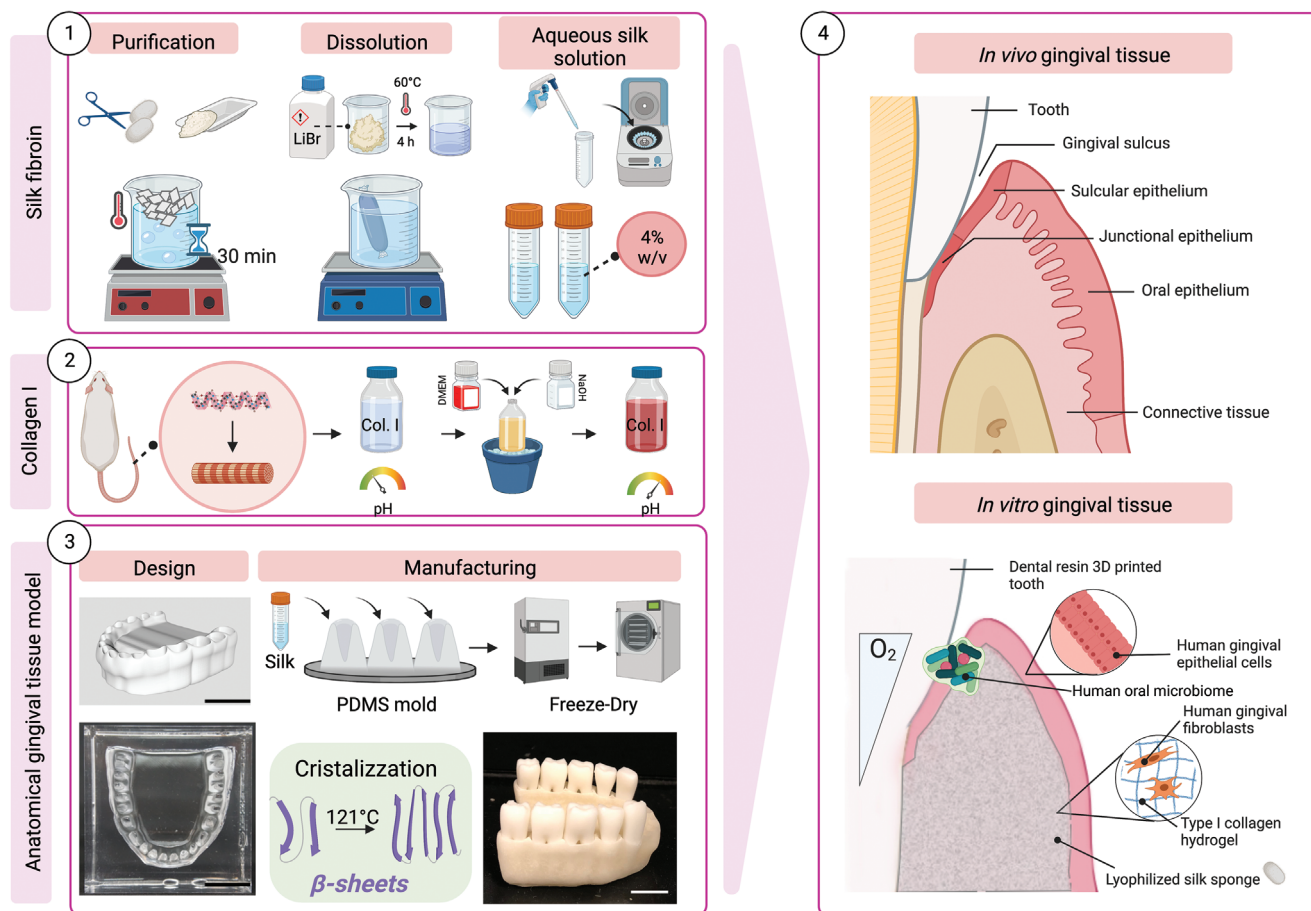 1
Silk fibroin
Purification
30 min
Dissolution
LiBr
60°C
4 h
Aqueous silk
solution
4%
w/v
2
Collagen I
Col. I
pH
DMEM
NaOH
Col. I
pH
3
Anatomical gingival tissue model
Design
Manufacturing
Silk
PDMS mold
Freeze-Dry
Cristalizzation
121°C
β-sheets
4
In vivo gingival tissue
Tooth
Gingival sulcus
Sulcular epithelium
Junctional epithelium
Oral epithelium
Connective tissue
In vitro gingival tissue
Dental resin 3D printed
tooth
O₂
Human gingival
epithelial cells
Human oral microbiome
Human gingival
fibroblasts
Type I collagen
hydrogel
Lyophilized silk sponge